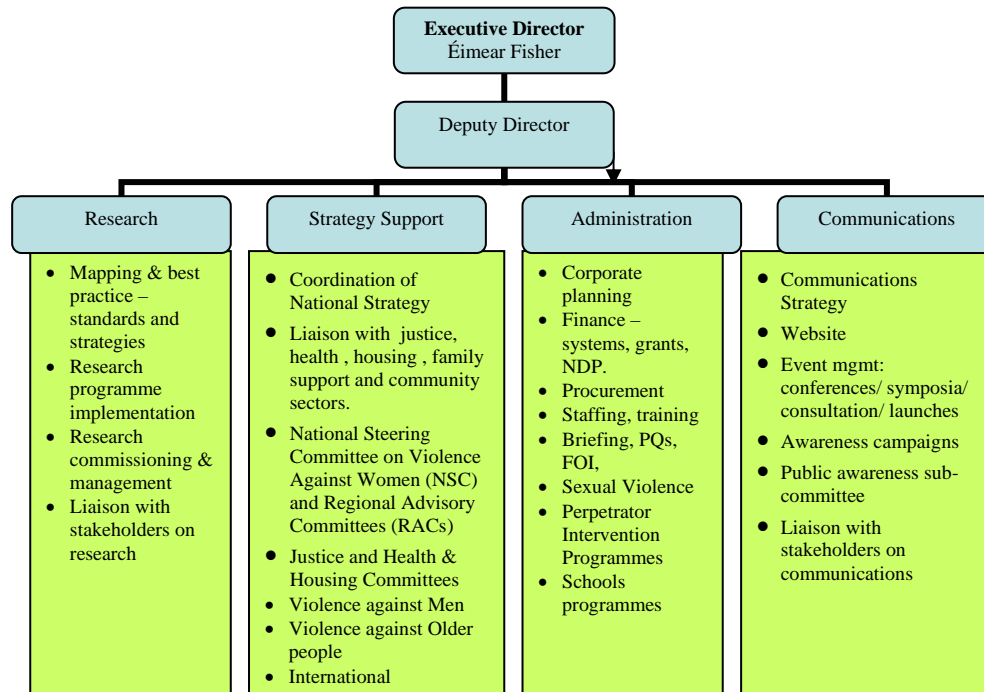 Executive Director
Éimear Fisher
Deputy Director
Research
Strategy Support
Administration
Communications
• Mapping & best
practice –
standards and
strategies
• Research
programme
implementation
• Research
commissioning &
management
• Liaison with
stakeholders on
research
• Coordination of
National Strategy
• Liaison with justice,
health , housing , family
support and community
sectors.
• National Steering
Committee on Violence
Against Women (NSC)
and Regional Advisory
Committees (RACs)
• Justice and Health &
Housing Committees
• Violence against Men
• Violence against Older
people
• International
• Corporate
planning
• Finance –
systems, grants,
NDP.
• Procurement
• Staffing, training
• Briefing, PQs,
FOI,
• Sexual Violence
• Perpetrator
Intervention
Programmes
• Schools
programmes
• Communications
Strategy
• Website
• Event mgmt:
conferences/ symposia/
consultation/ launches
• Awareness campaigns
• Public awareness sub-
committee
• Liaison with
stakeholders on
communications